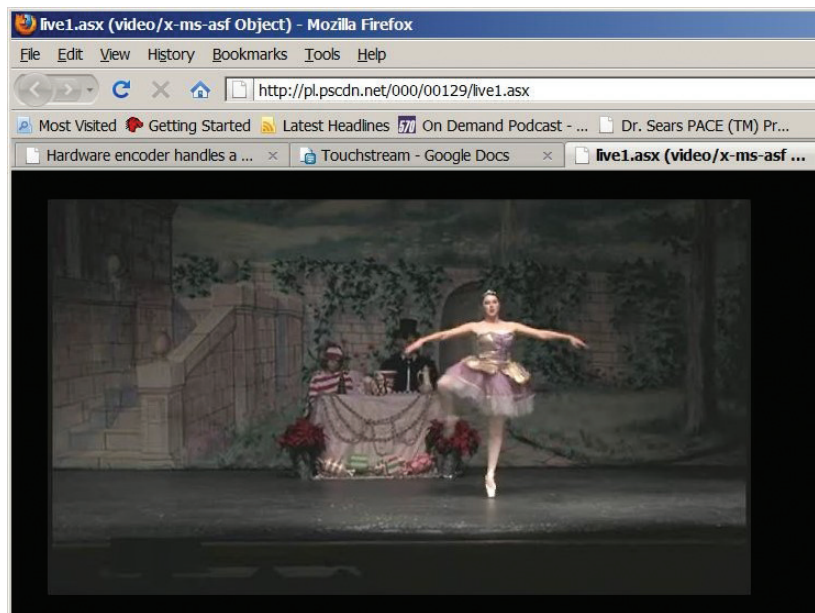 live1.asx (video/x-ms-asf Object) - Mozilla Firefox
File Edit View History Bookmarks Tools Help
http://pl.pscdn.net/000/00129/live1.asx
Most Visited Getting Started Latest Headlines 570 On Demand Podcast - ... Dr. Sears PACE (TM) Pr...
Hardware encoder handles a ... Touchstream - Google Docs live1.asx (video/x-ms-asf ...